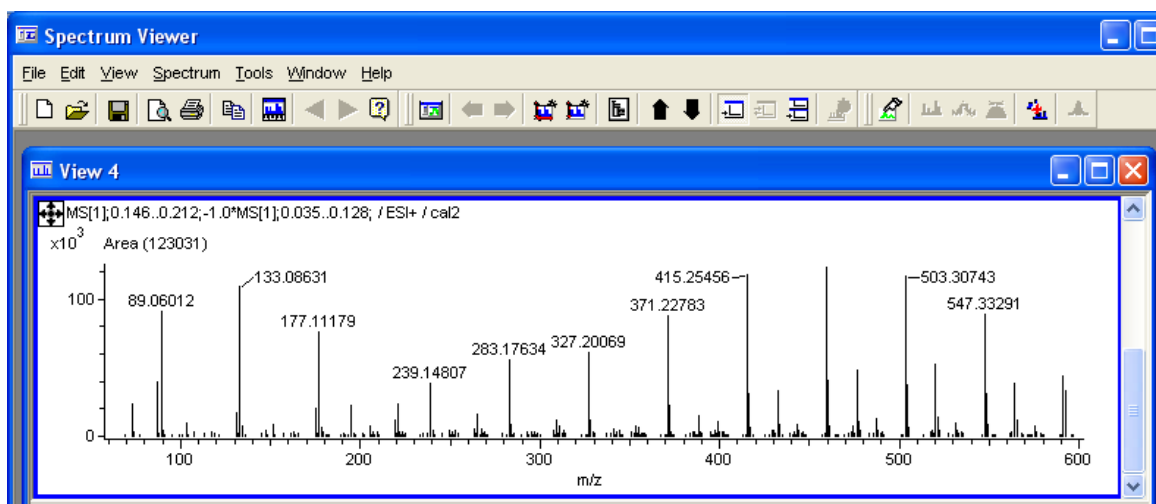 Spectrum Viewer
File Edit View Spectrum Tools Window Help
View 4
MS[1];0.146..0.212;-1.0*MS[1];0.035..0.128; / ESI+ / cal2
x10³ Area (123031)
133.08631 415.25456 503.30743
100 89.06012 371.22783 547.33291
177.11179
327.20069
283.17634
239.14807
0
100 200 300 400 500 600
m/z